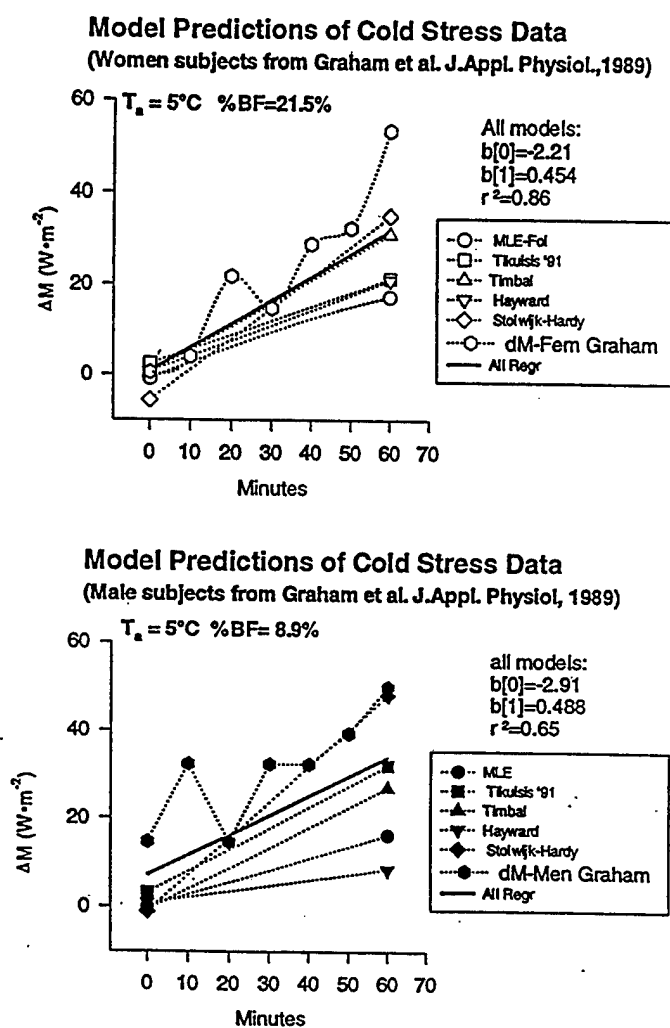 Model Predictions of Cold Stress Data
(Women subjects from Graham et al. J.Appl. Physiol.,1989)
Ta = 5°C %BF=21.5%
All models:
b[0]=-2.21
b[1]=0.454
r²=0.86
60
40
20
0
ΔM (W•m-2)
0 10 20 30 40 50 60 70
Minutes
MLE-Fol
Tikuisis '91
Timbal
Hayward
Stolwijk-Hardy
dM-Fem Graham
All Regr
Model Predictions of Cold Stress Data
(Male subjects from Graham et al. J.Appl. Physiol, 1989)
Ta = 5°C %BF= 8.9%
all models:
b[0]=-2.91
b[1]=0.488
r²=0.65
60
40
20
0
ΔM (W•m-2)
0 10 20 30 40 50 60 70
Minutes
MLE
Tikuisis '91
Timbal
Hayward
Stolwijk-Hardy
dM-Men Graham
All Regr